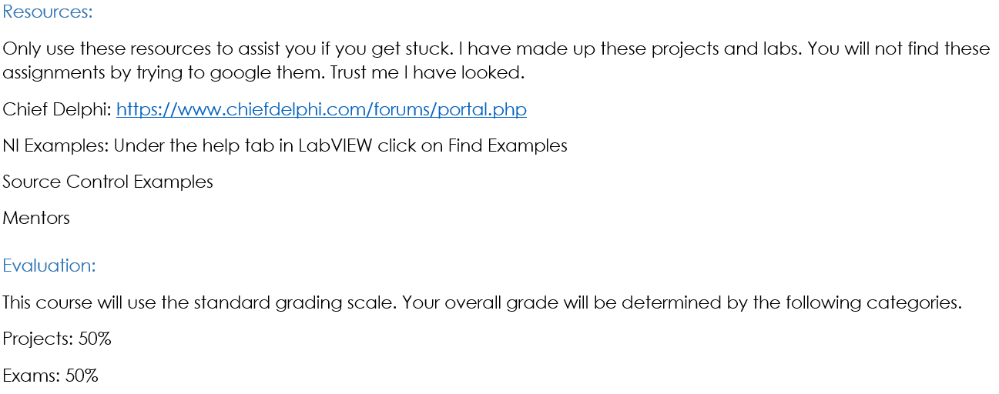 Resources:
Only use these resources to assist you if you get stuck. I have made up these projects and labs. You will not find these
assignments by trying to google them. Trust me I have looked.
Chief Delphi: https://www.chiefdelphi.com/forums/portal.php
NI Examples: Under the help tab in LabVIEW click on Find Examples
Source Control Examples
Mentors
Evaluation:
This course will use the standard grading scale. Your overall grade will be determined by the following categories.
Projects: 50%
Exams: 50%